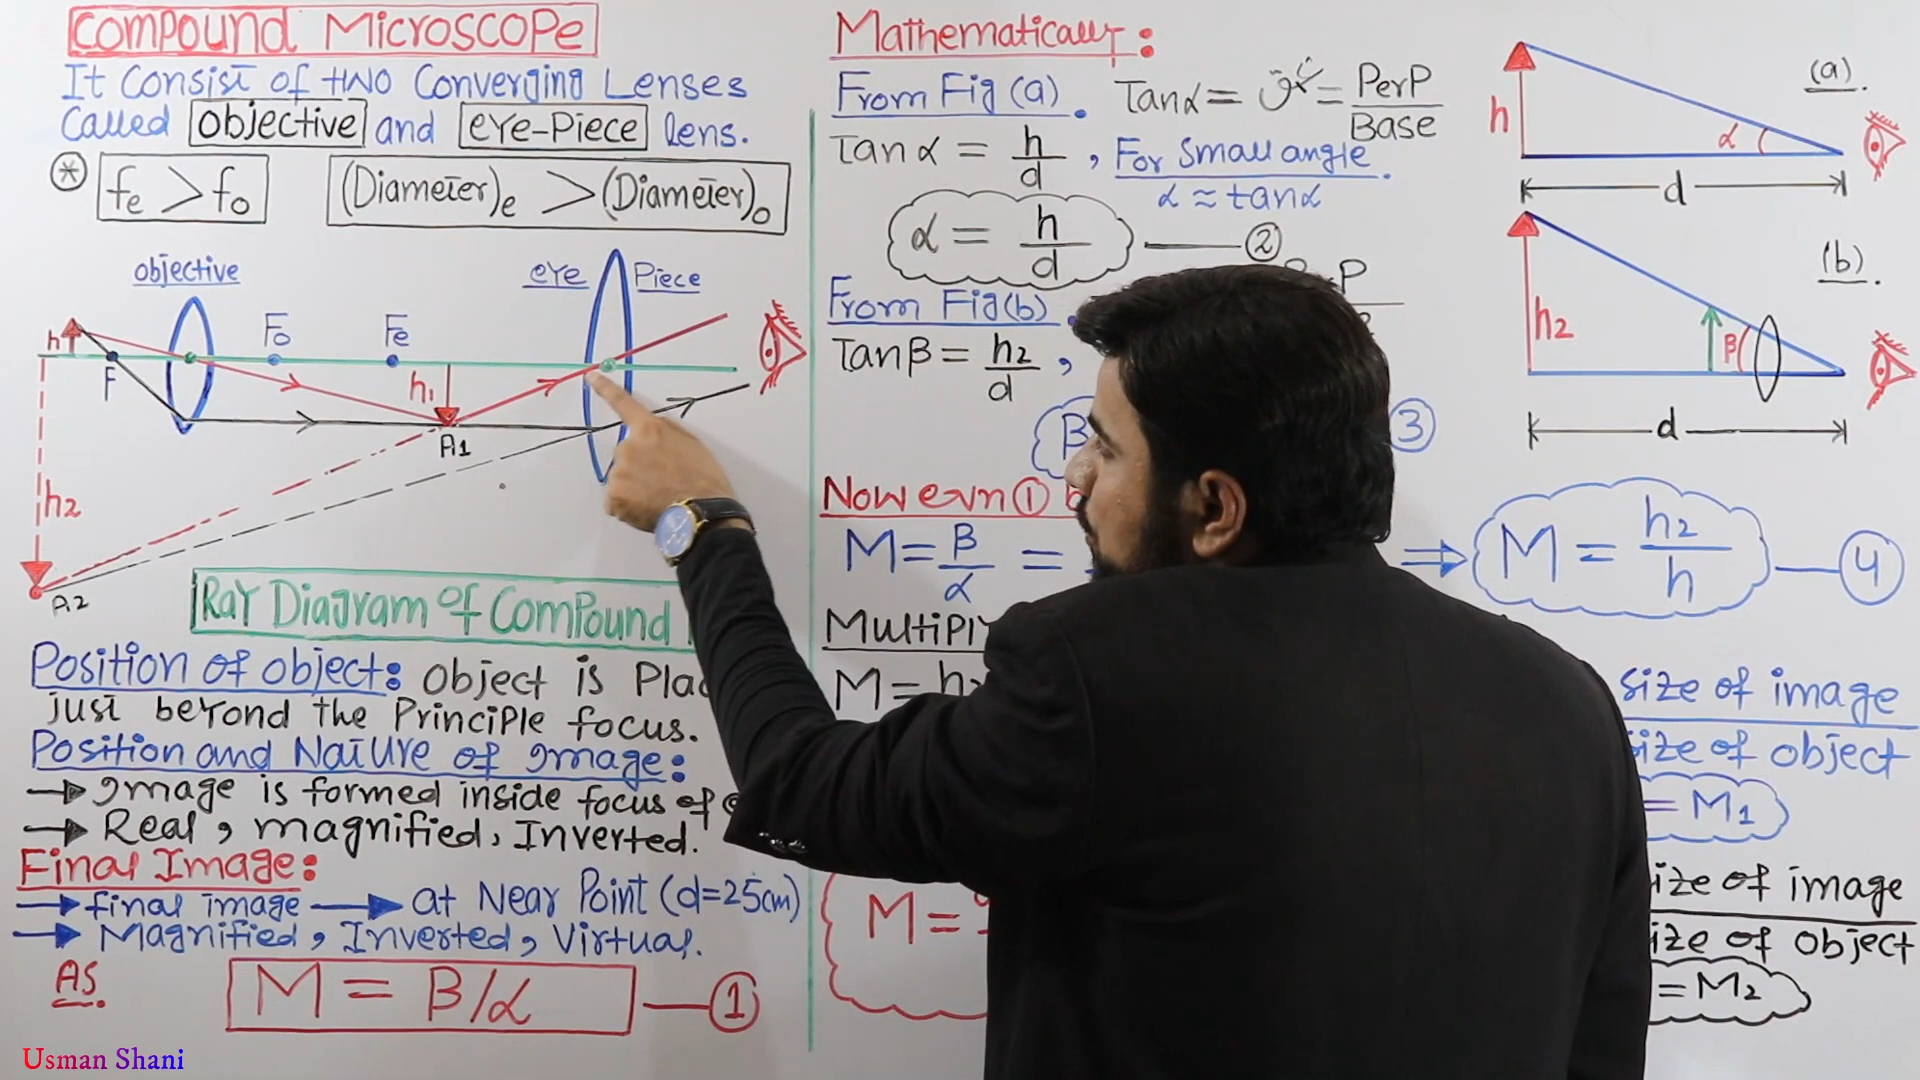 Compound Microscope
It Consist of two Converging Lenses
Called objective and eye-Piece lens.
* fe > fo (Diameter)e > (Diameter)o
objective eye Piece
h F Fo Fe h1
A1
h2
A2
Ray Diagram of Compound
Position of object: object is
just beyond the Principle focus.
Position and Nature of Image:
→ Image is formed inside focus of
→ Real, magnified, Inverted.
Final Image:
→ final image → at Near Point (d=25cm)
→ Magnified, Inverted, Virtual.
As M = β/α — 1
Usman Shani
Mathematically:
From Fig (a). Tanα = = PerP/Base
Tanα = h/d, For Small angle.
α ≈ tanα
α = h/d — 2
From Fig(b)
Tanβ = h2/d,
β 3
Now eqn 1
M = β/α = ⇒ M = h2/h — 4
Multiply
M = h2
size of image
size of object
= M1
M =
size of image
size of object
= M2
(a).
h α
d
(b).
h2 β
d